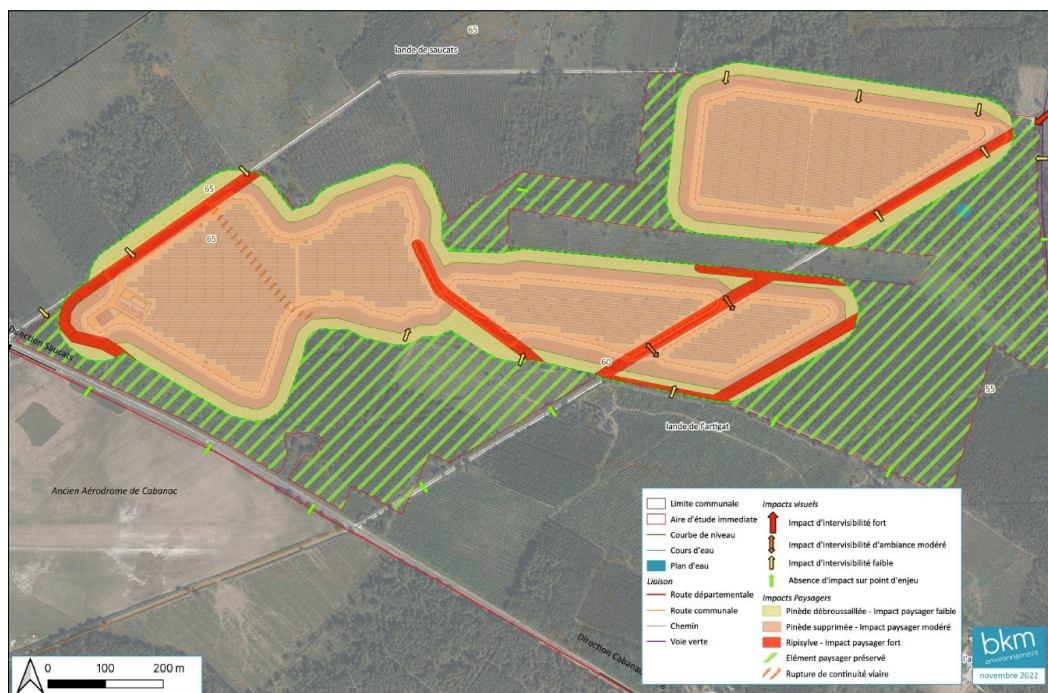 65
lande de saucats
65
65
Direction Saucats
60
55
lande de l'artigat
Ancien Aérodrome de Cabanac
Direction Cabanac
0 100 200 m
Limite communale
Aire d'étude immediate
Courbe de niveau
Cours d'eau
Plan d'eau
Liaison
Route départementale
Route communale
Chemin
Voie verte
Impacts visuels
Impact d'intervisibilité fort
Impact d'intervisibilité d'ambiance modéré
Impact d'intervisibilité faible
Absence d'impact sur point d'enjeu
Impacts Paysagers
Pinède débroussaillée - Impact paysager faible
Pinède supprimée - Impact paysager modéré
Ripisylve - Impact paysager fort
Elément paysager préservé
Rupture de continuité viaire
bkm
environnement
novembre 2022